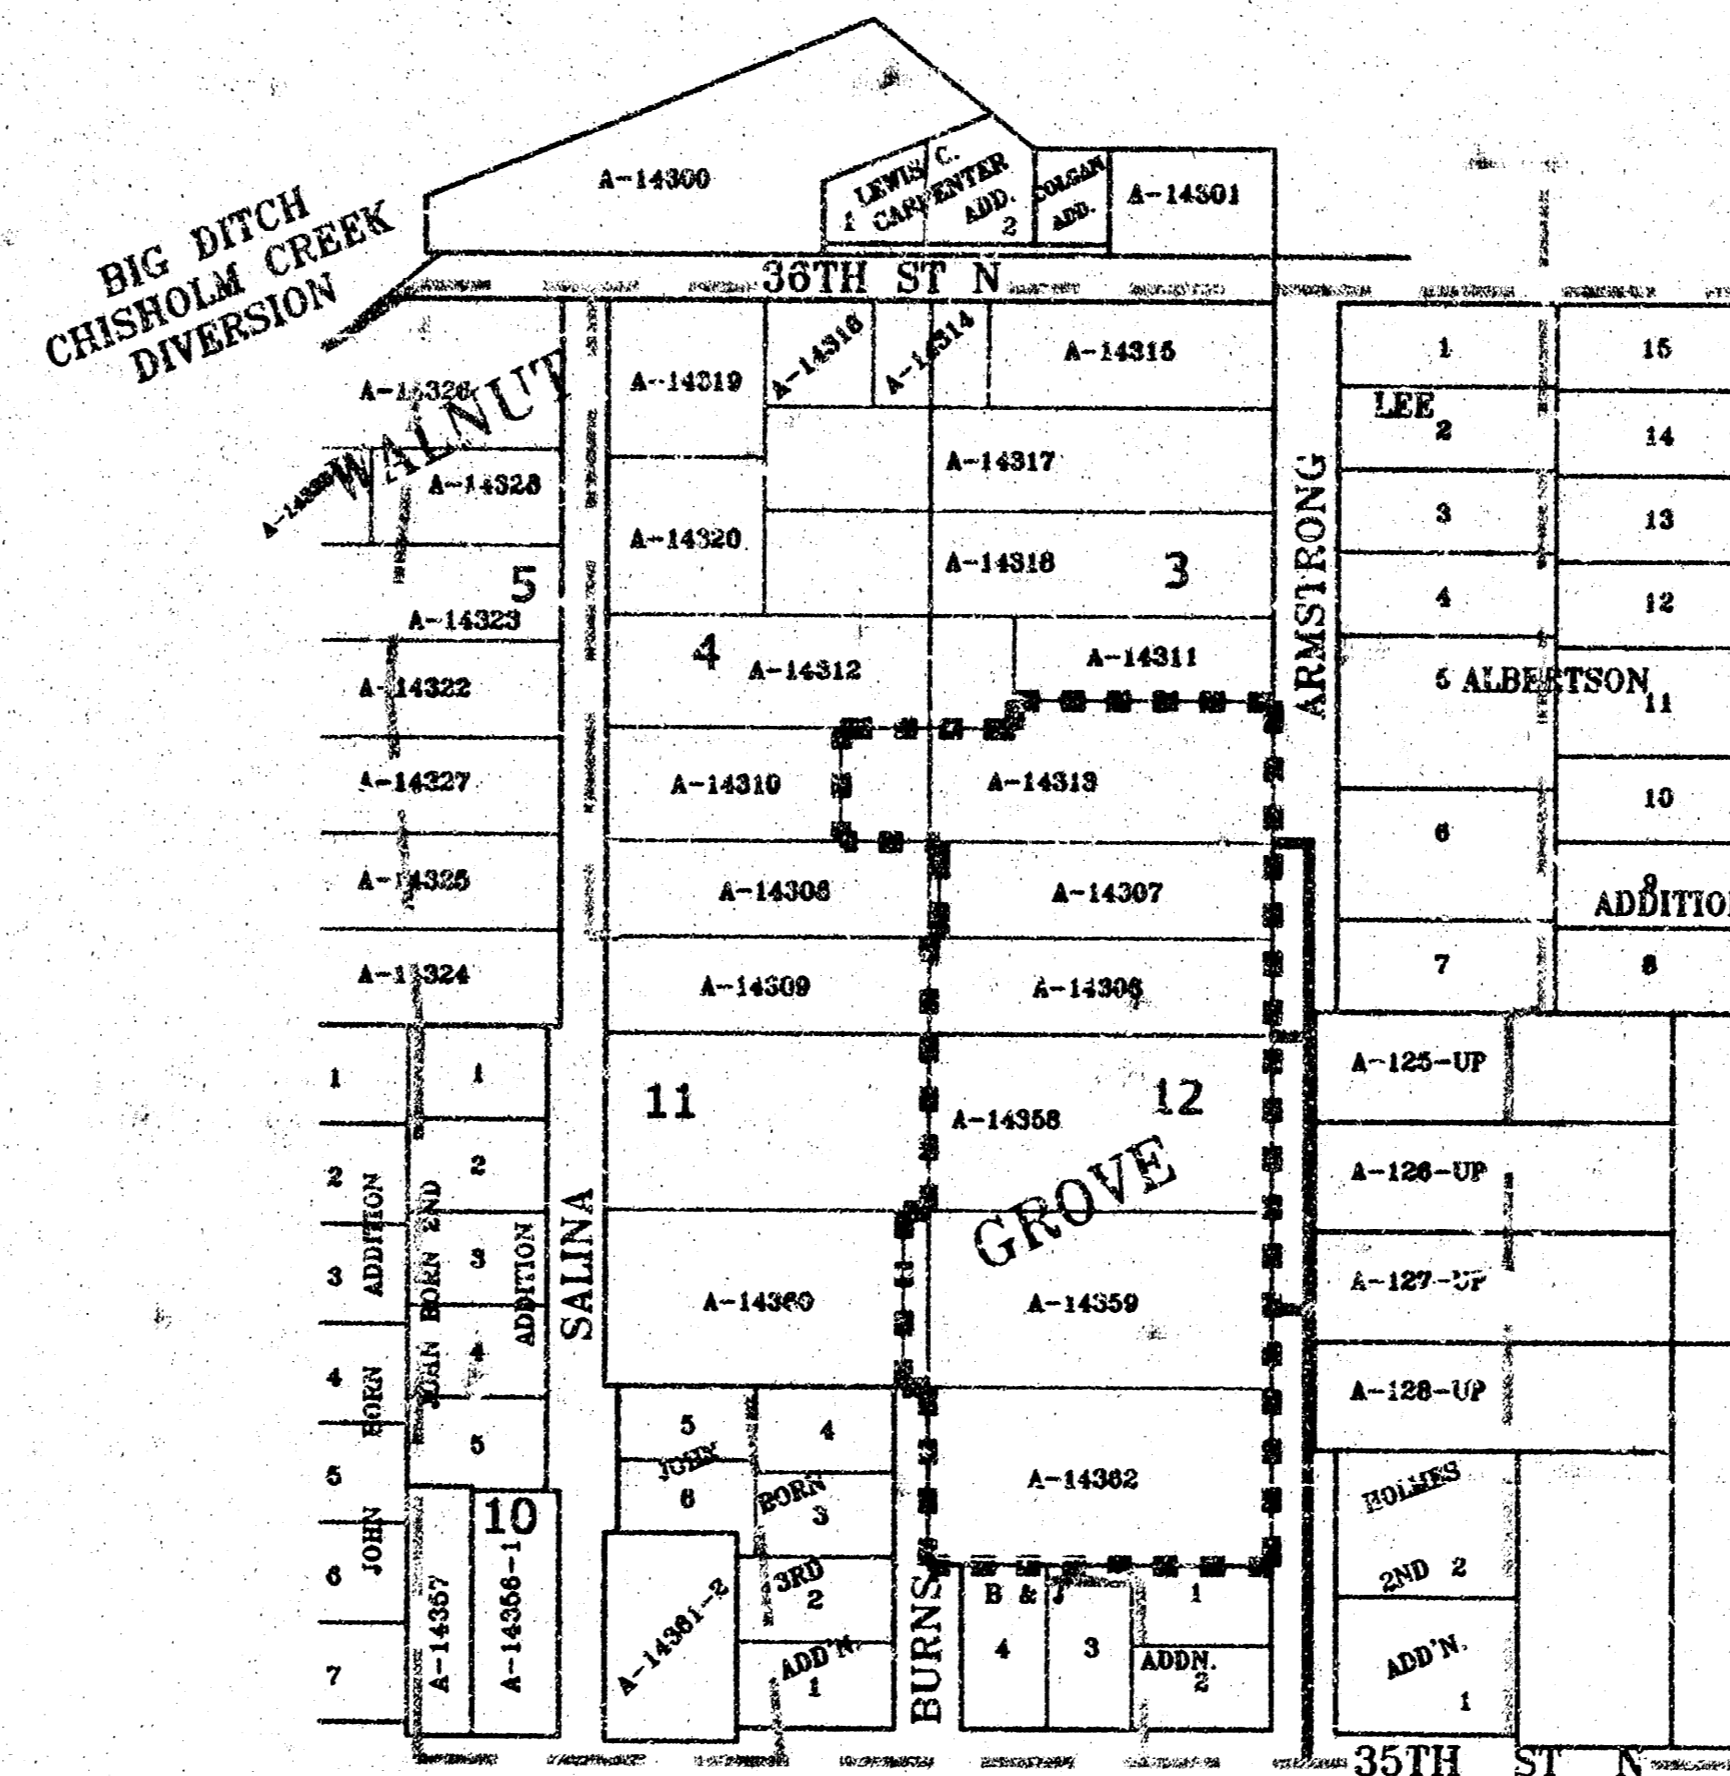 BIG DITCH
CHISHOLM CREEK
DIVERSION
A-14300
LEWIS C.
CARPENTER
ADD.
1
2
COLGAN
ADD.
A-14301
36TH ST N
WALNUT
A-14328
5
A-14323
A-14322
A-14327
A-14325
A-14324
A-14319
A-14316
A-14314
A-14315
A-14317
A-14320
A-14318
3
4
A-14312
A-14311
A-14310
A-14313
A-14308
A-14307
A-14309
A-14306
ARMSTRONG
1
LEE
2
3
4
5
ALBERTSON
6
7
15
14
13
12
11
10
9
8
11
A-14358
12
GROVE
A-14360
A-14359
A-14362
SALINA
A-125-UP
A-126-UP
A-127-UP
A-128-UP
1
2
3
4
5
6
7
JOHN BORN ADDITION
1
2
3
4
5
JOHN BORN 2ND
ADDITION
10
A-14357
A-14356-1
5
JOHN
6
4
BORN
3
3RD
2
ADD'N.
1
A-14361-2
BURNS
B & J
4
3
1
ADDN.
2
HOLMES
2ND 2
ADD'N.
1
35TH ST N